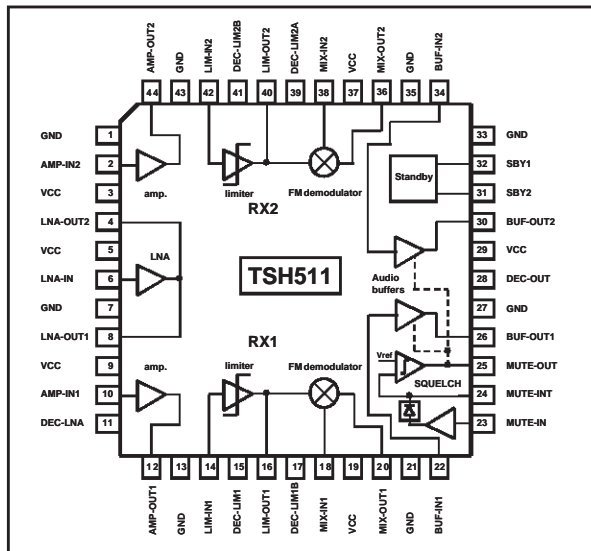 AMP-OUT2
GND
LIM-IN2
DEC-LIM2B
LIM-OUT2
DEC-LIM2A
MIX-IN2
VCC
MIX-OUT2
GND
BUF-IN2
44 43 42 41 40 39 38 37 36 35 34
GND 1
AMP-IN2 2
VCC 3
LNA-OUT2 4
VCC 5
LNA-IN 6
GND 7
LNA-OUT1 8
VCC 9
AMP-IN1 10
DEC-LNA 11
33 GND
32 SBY1
31 SBY2
30 BUF-OUT2
29 VCC
28 DEC-OUT
27 GND
26 BUF-OUT1
25 MUTE-OUT
24 MUTE-INT
23 MUTE-IN
amp.
limiter
FM demodulator
Standby
RX2
LNA
TSH511
Audio
buffers
RX1
amp.
limiter
FM demodulator
Vref
SQUELCH
12 13 14 15 16 17 18 19 20 21 22
AMP-OUT1
GND
LIM-IN1
DEC-LIM1
LIM-OUT1
DEC-LIM1B
MIX-IN1
VCC
MIX-OUT1
GND
BUF-IN1